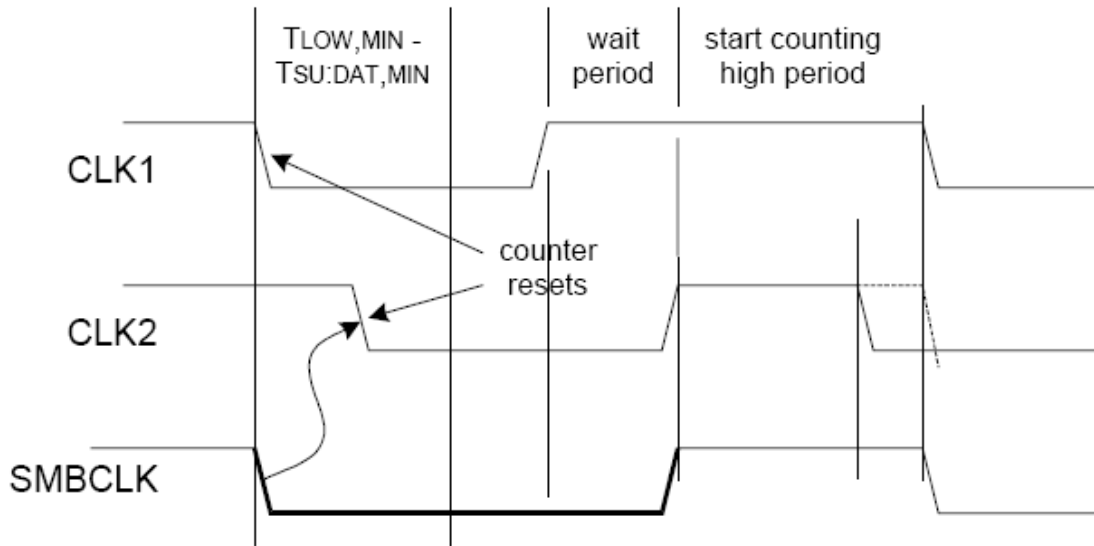 TLOW,MIN -
TSU:DAT,MIN
wait
period
start counting
high period
CLK1
counter
resets
CLK2
SMBCLK